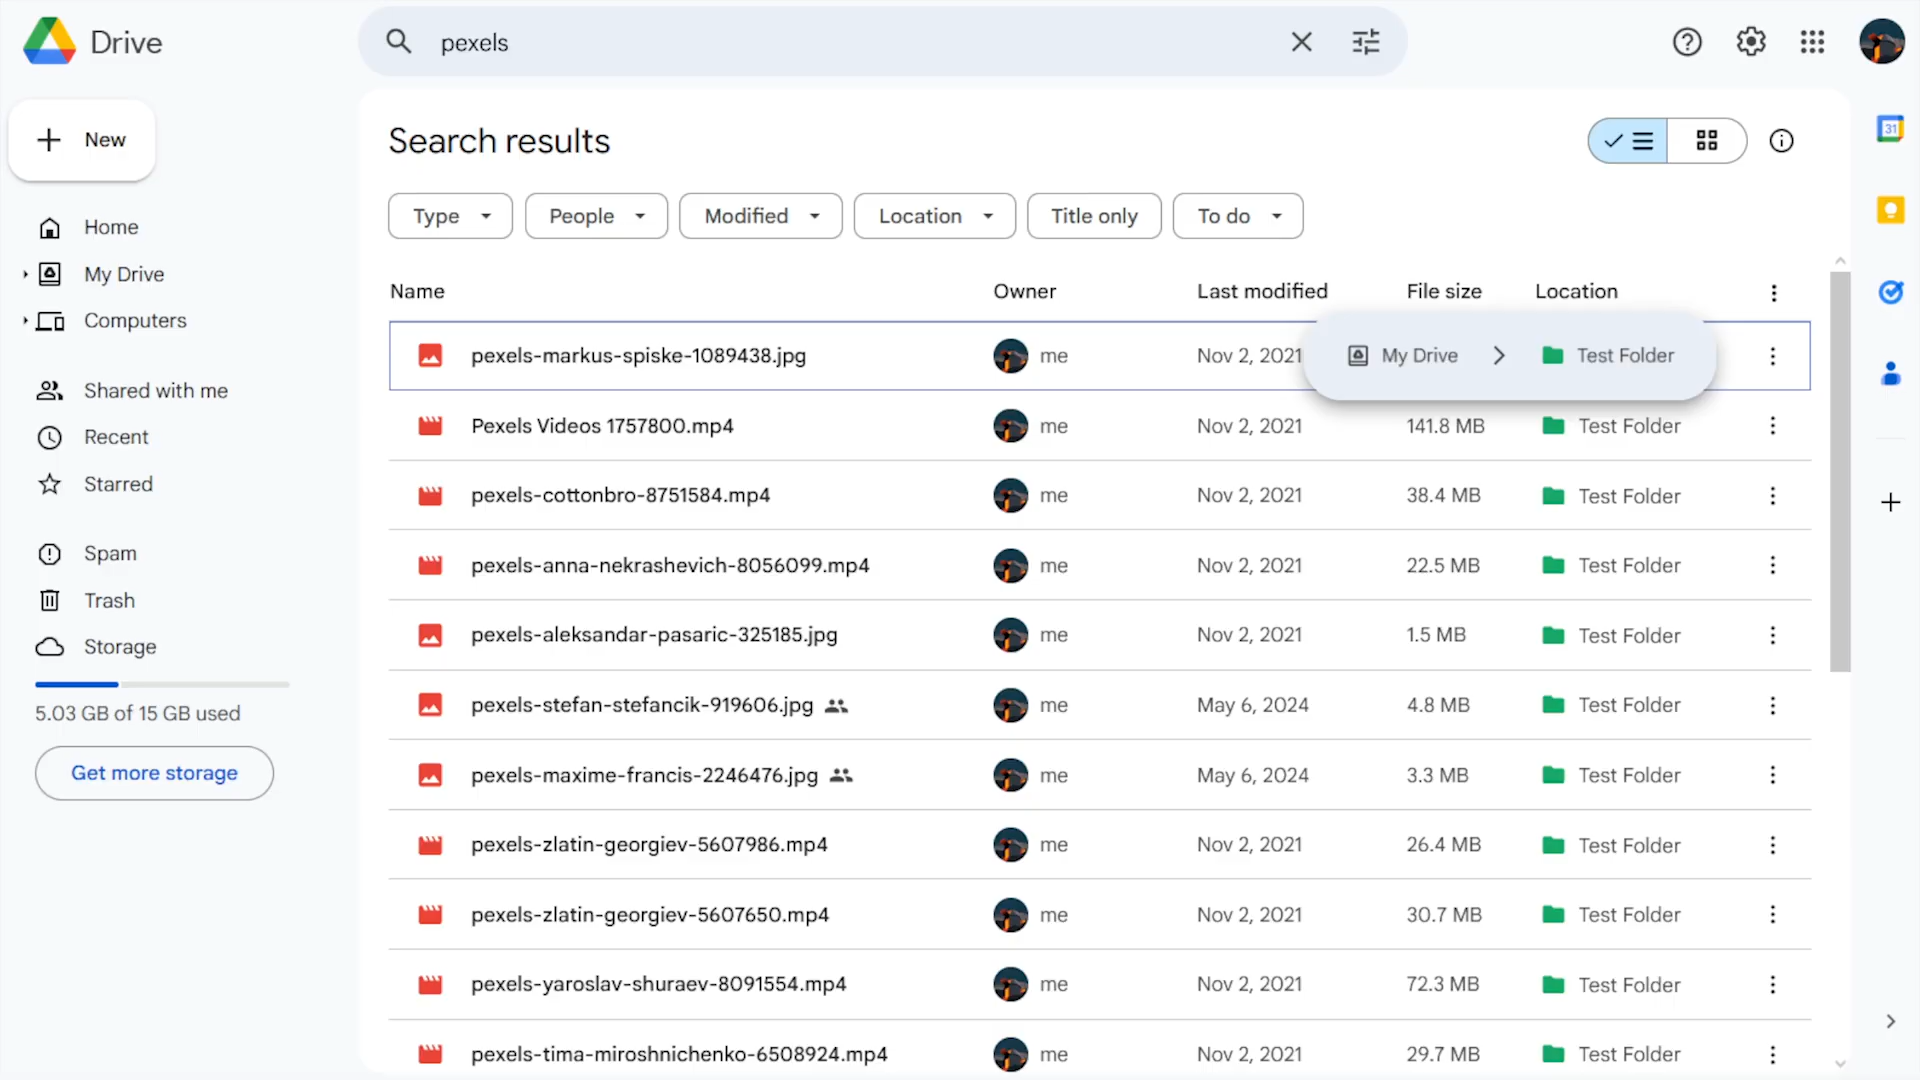 Drive
pexels
New
Home
My Drive
Computers
Shared with me
Recent
Starred
Spam
Trash
Storage
5.03 GB of 15 GB used
Get more storage
Search results
Type
People
Modified
Location
Title only
To do
Name Owner Last modified File size Location
pexels-markus-spiske-1089438.jpg me Nov 2, 2021 My Drive Test Folder
Pexels Videos 1757800.mp4 me Nov 2, 2021 141.8 MB Test Folder
pexels-cottonbro-8751584.mp4 me Nov 2, 2021 38.4 MB Test Folder
pexels-anna-nekrashevich-8056099.mp4 me Nov 2, 2021 22.5 MB Test Folder
pexels-aleksandar-pasaric-325185.jpg me Nov 2, 2021 1.5 MB Test Folder
pexels-stefan-stefancik-919606.jpg me May 6, 2024 4.8 MB Test Folder
pexels-maxime-francis-2246476.jpg me May 6, 2024 3.3 MB Test Folder
pexels-zlatin-georgiev-5607986.mp4 me Nov 2, 2021 26.4 MB Test Folder
pexels-zlatin-georgiev-5607650.mp4 me Nov 2, 2021 30.7 MB Test Folder
pexels-yaroslav-shuraev-8091554.mp4 me Nov 2, 2021 72.3 MB Test Folder
pexels-tima-miroshnichenko-6508924.mp4 me Nov 2, 2021 29.7 MB Test Folder
31